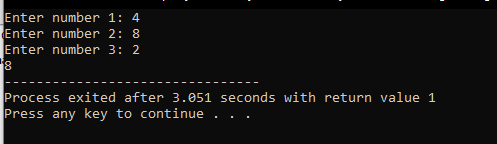 Enter number 1: 4
Enter number 2: 8
Enter number 3: 2
8
--------------------------------
Process exited after 3.051 seconds with return value 1
Press any key to continue . . .